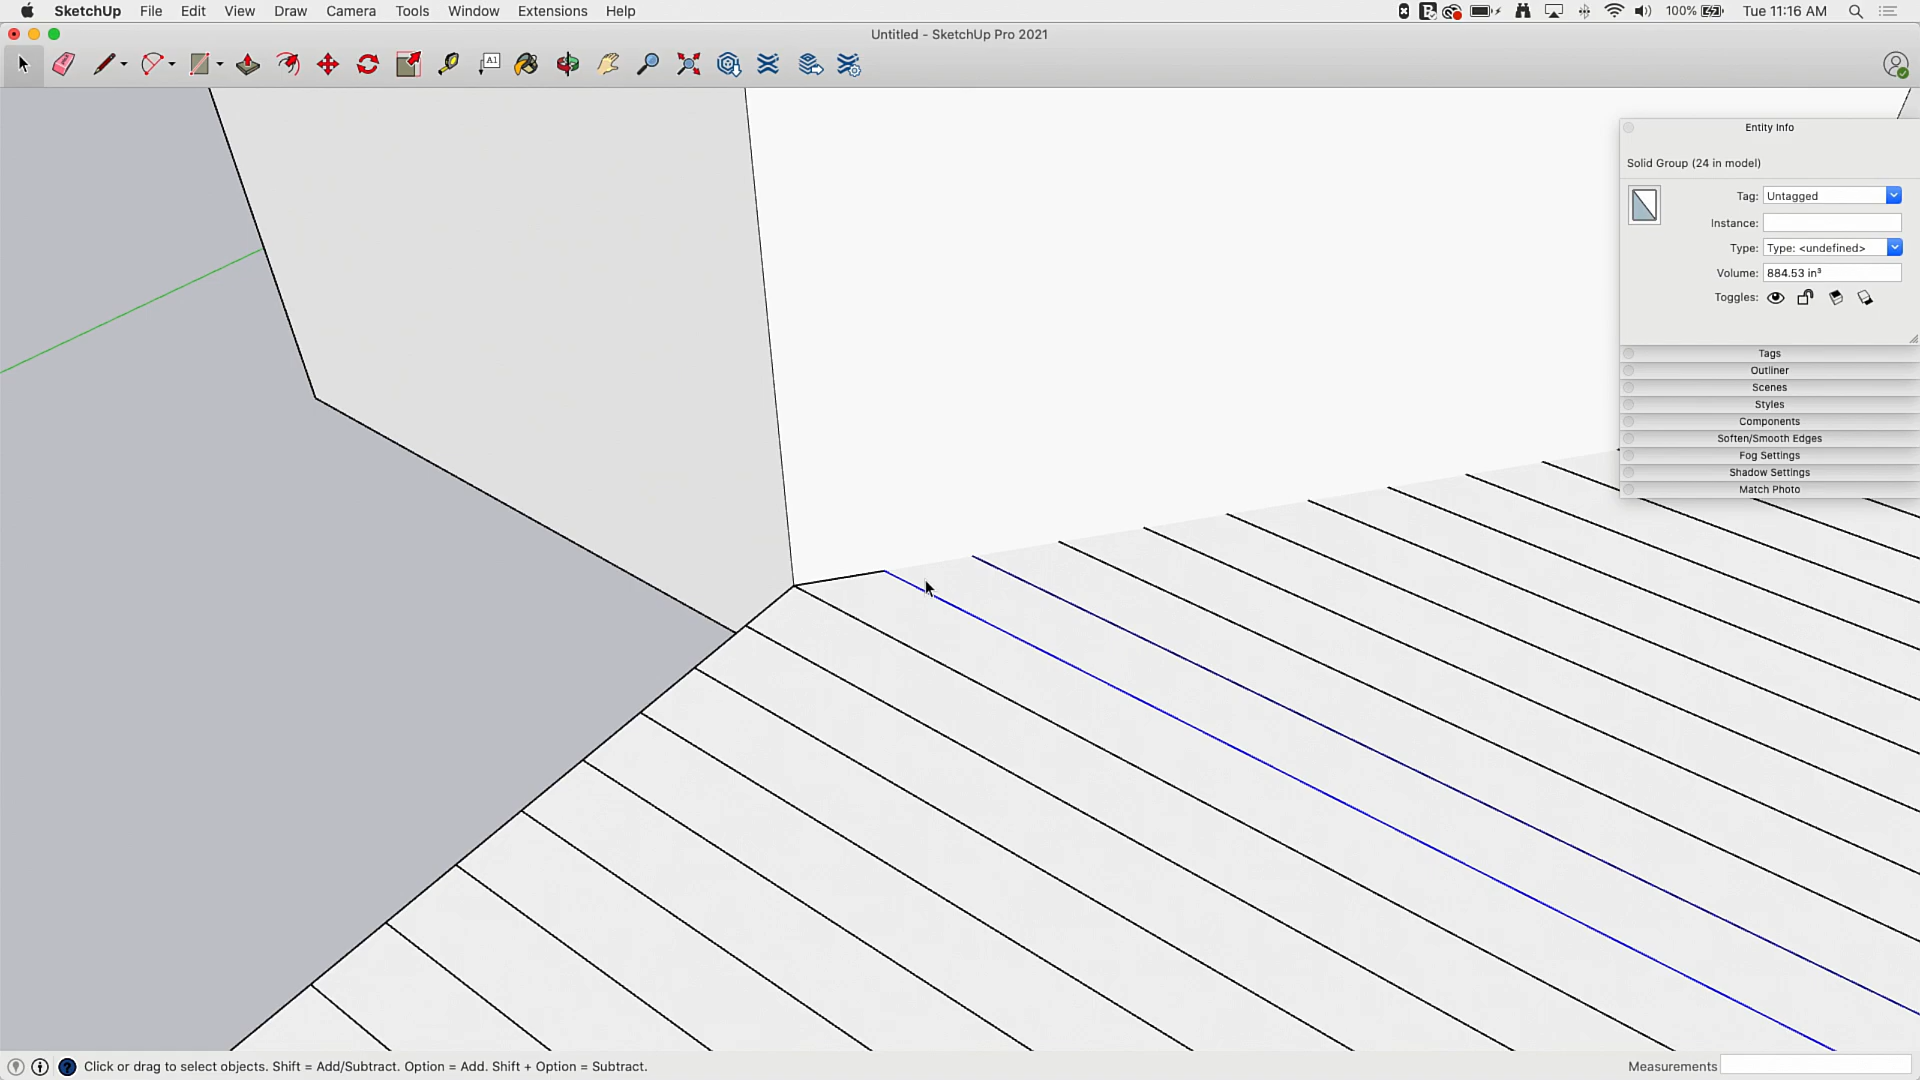 SketchUp File Edit View Draw Camera Tools Window Extensions Help 100% Tue 11:16 AM
Untitled - SketchUp Pro 2021
A1
Entity Info
Solid Group (24 in model)
Tag: Untagged
Instance:
Type: Type: <undefined>
Volume: 884.53 in³
Toggles:
Tags
Outliner
Scenes
Styles
Components
Soften/Smooth Edges
Fog Settings
Shadow Settings
Match Photo
Click or drag to select objects. Shift = Add/Subtract. Option = Add. Shift + Option = Subtract.
Measurements